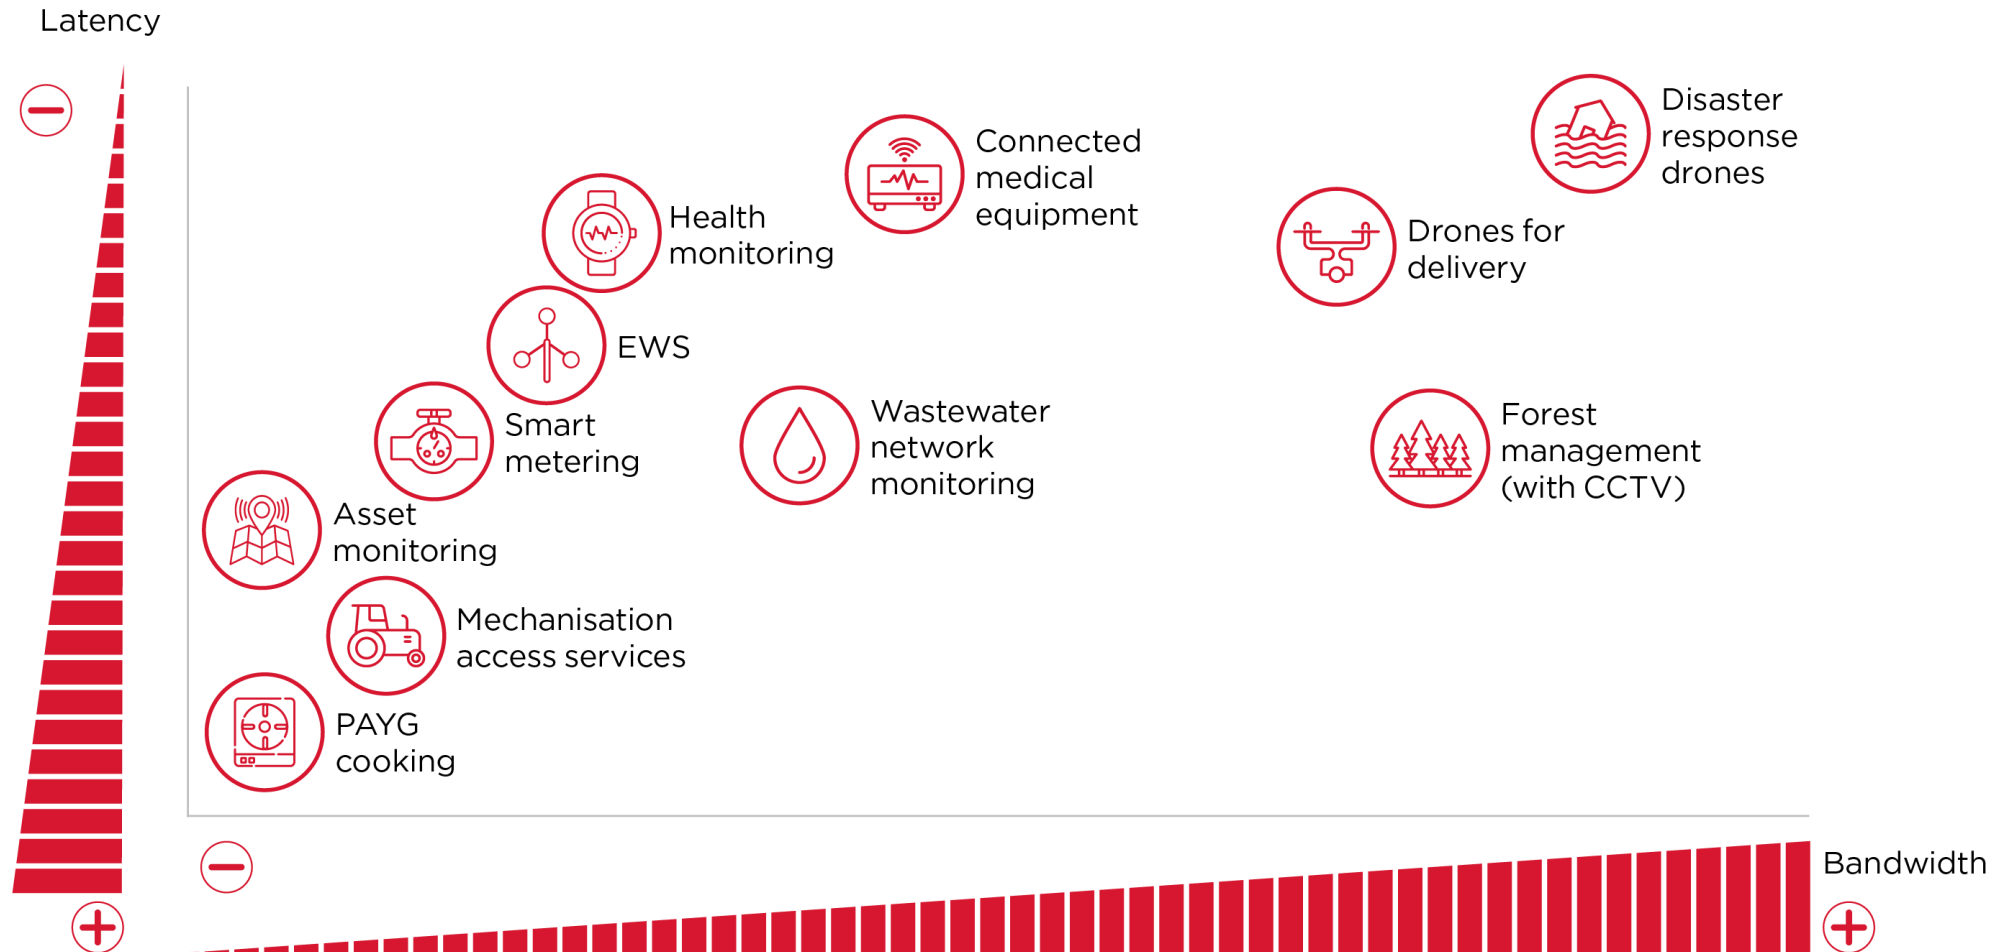 Latency
Disaster
response
drones
Connected
medical
equipment
Health
monitoring
Drones for
delivery
EWS
Smart
metering
Wastewater
network
monitoring
Forest
management
(with CCTV)
Asset
monitoring
Mechanisation
access services
PAYG
cooking
Bandwidth